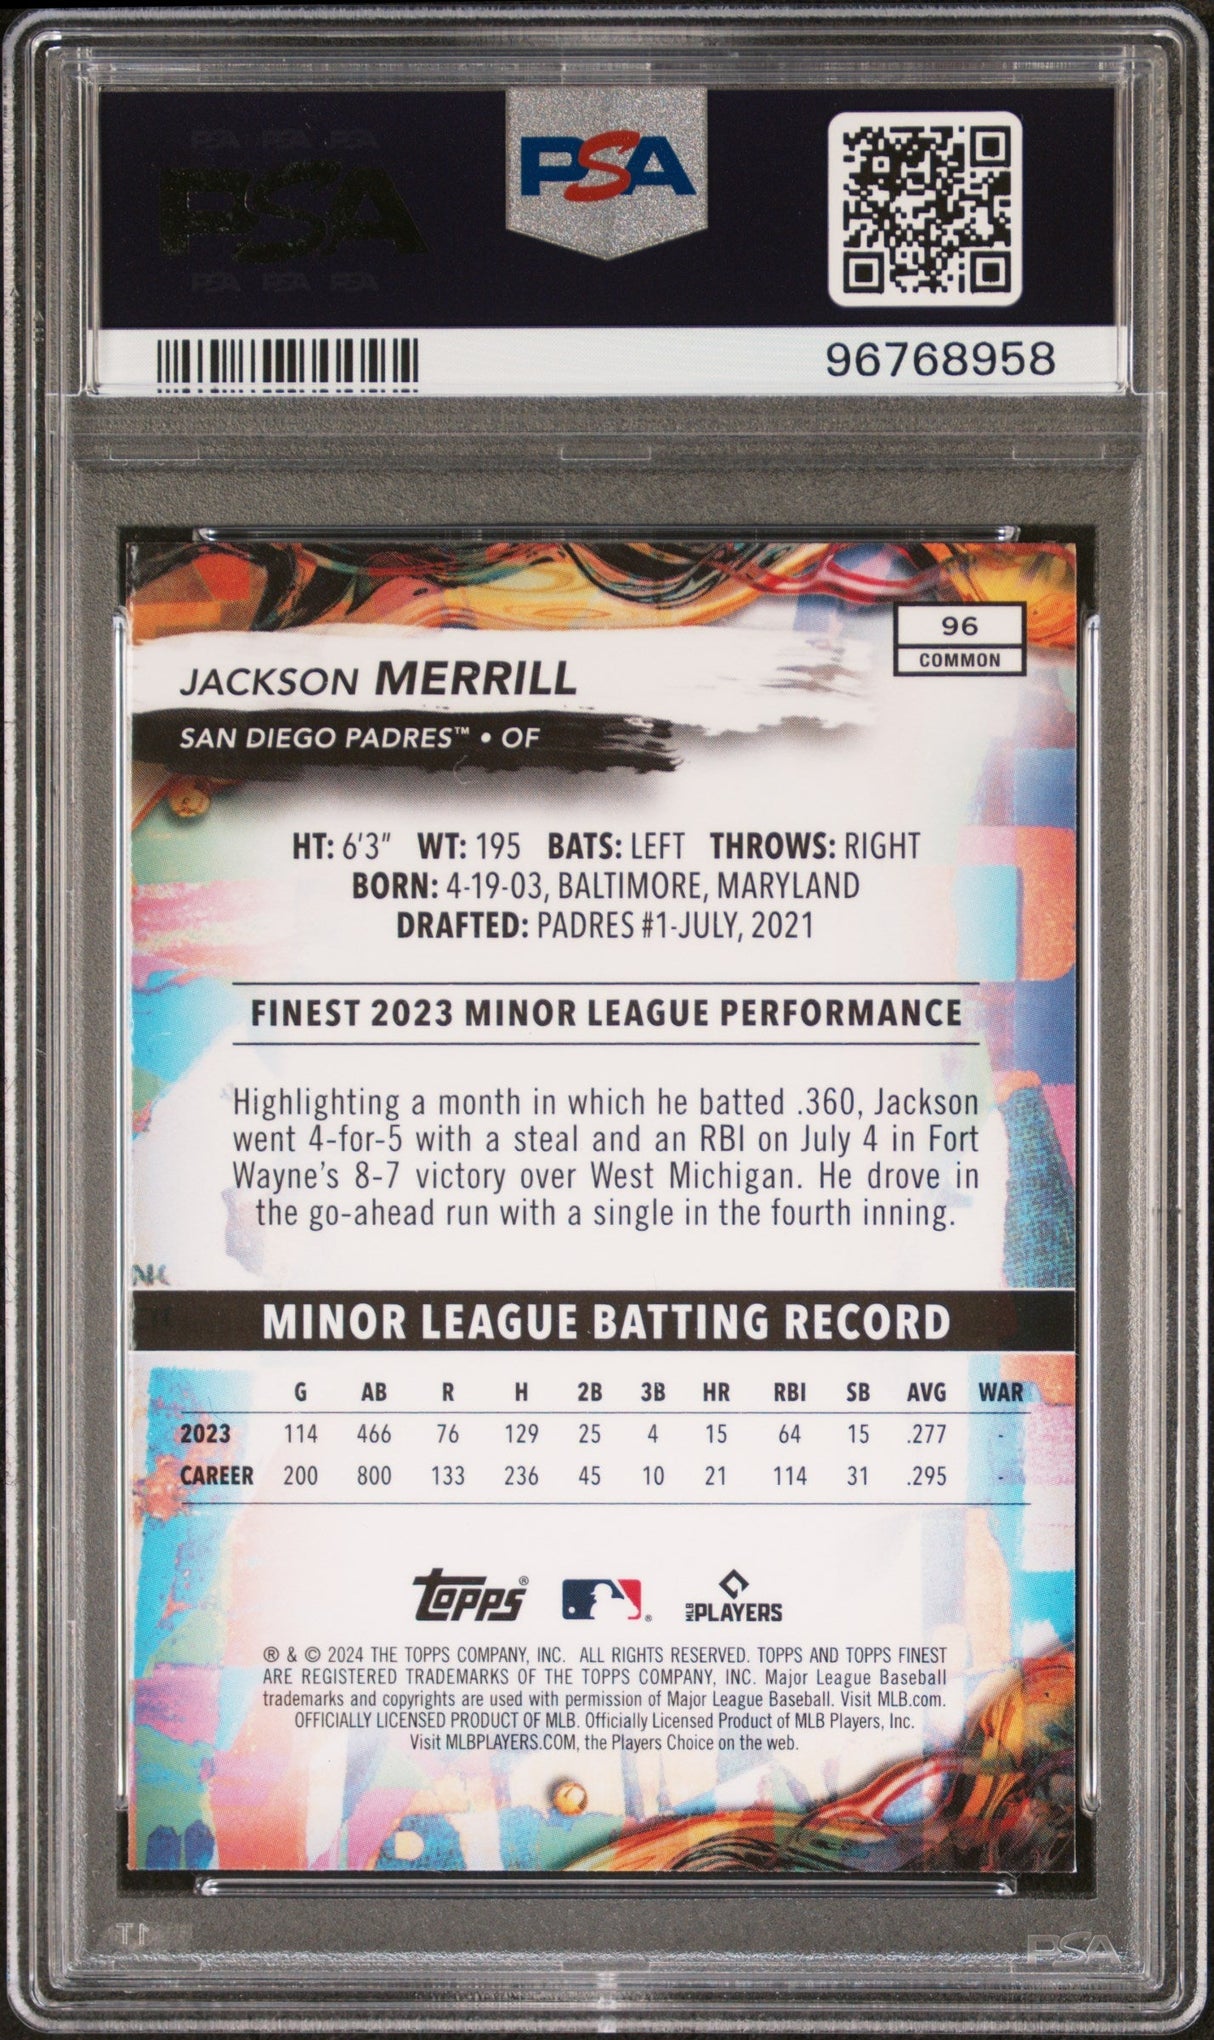 PSA PSA PSA
PSA
PSA PSA PSA
PSA
96768958
96
COMMON
JACKSON MERRILL
SAN DIEGO PADRES™ • OF
HT: 6'3" WT: 195 BATS: LEFT THROWS: RIGHT
BORN: 4-19-03, BALTIMORE, MARYLAND
DRAFTED: PADRES #1-JULY, 2021
FINEST 2023 MINOR LEAGUE PERFORMANCE
Highlighting a month in which he batted .360, Jackson
went 4-for-5 with a steal and an RBI on July 4 in Fort
Wayne's 8-7 victory over West Michigan. He drove in
the go-ahead run with a single in the fourth inning.
MINOR LEAGUE BATTING RECORD
G AB R H 2B 3B HR RBI SB AVG WAR
2023 114 466 76 129 25 4 15 64 15 .277 -
CAREER 200 800 133 236 45 10 21 114 31 .295 -
Topps® ® MLB PLAYERS
® & © 2024 THE TOPPS COMPANY, INC. ALL RIGHTS RESERVED. TOPPS AND TOPPS FINEST
ARE REGISTERED TRADEMARKS OF THE TOPPS COMPANY, INC. Major League Baseball
trademarks and copyrights are used with permission of Major League Baseball. Visit MLB.com.
OFFICIALLY LICENSED PRODUCT OF MLB. Officially Licensed Product of MLB Players, Inc.
Visit MLBPLAYERS.COM, the Players Choice on the web.
PSA